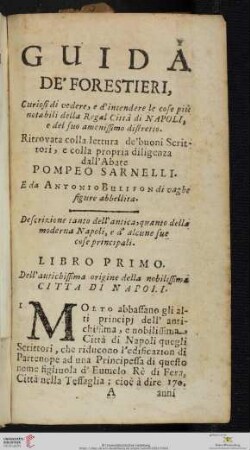 GUIDA
DE' FORESTIERI,
Curiosi di vedere, e d'intendere le cose più
notabili della Regal Città di NAPOLI,
e del suo amenissimo distretto.
Ritrovata colla lettura de' buoni Scrit-
tori, e colla propria diligenza
dall'Abate
POMPEO SARNELLI.
E da ANTONIO BULIFON di vaghe
figure abbellita.
Descrizione tanto dell'antica, quanto della
moderna Napoli, e d'alcune sue
cose principali.
LIBRO PRIMO.
Dell'antichissima origine della nobilissima
CITTA DI NAPOLI.
I MOLTO abbassano gli al-
ti principj dell'anti-
chissima, e nobilissima
Città di Napoli quegli
Scrittori, che riducono l'edificazion di
Partenope ad una Principessa di questo
nome figliuola d'Eumelo Rè di Fera,
Città nella Tessaglia; cioè à dire 170.
A anni